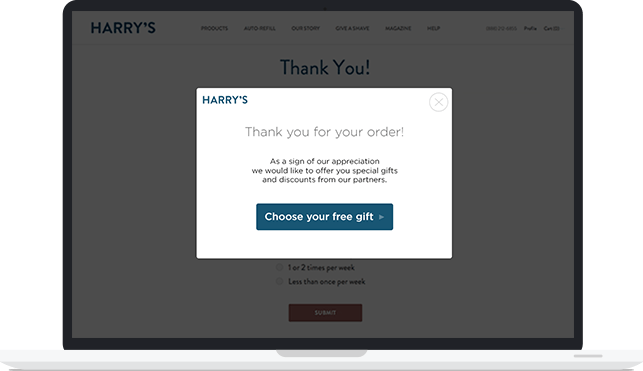 HARRY'S
PRODUCTS AUTO-REFILL OUR STORY GIVE A SHAVE MAGAZINE HELP Profile Cart (0)
Thank You!
HARRY'S
Thank you for your order!
As a sign of our appreciation
we would like to offer you special gifts
and discounts from our partners.
Choose your free gift
1 or 2 times per week
Less than once per week
SUBMIT